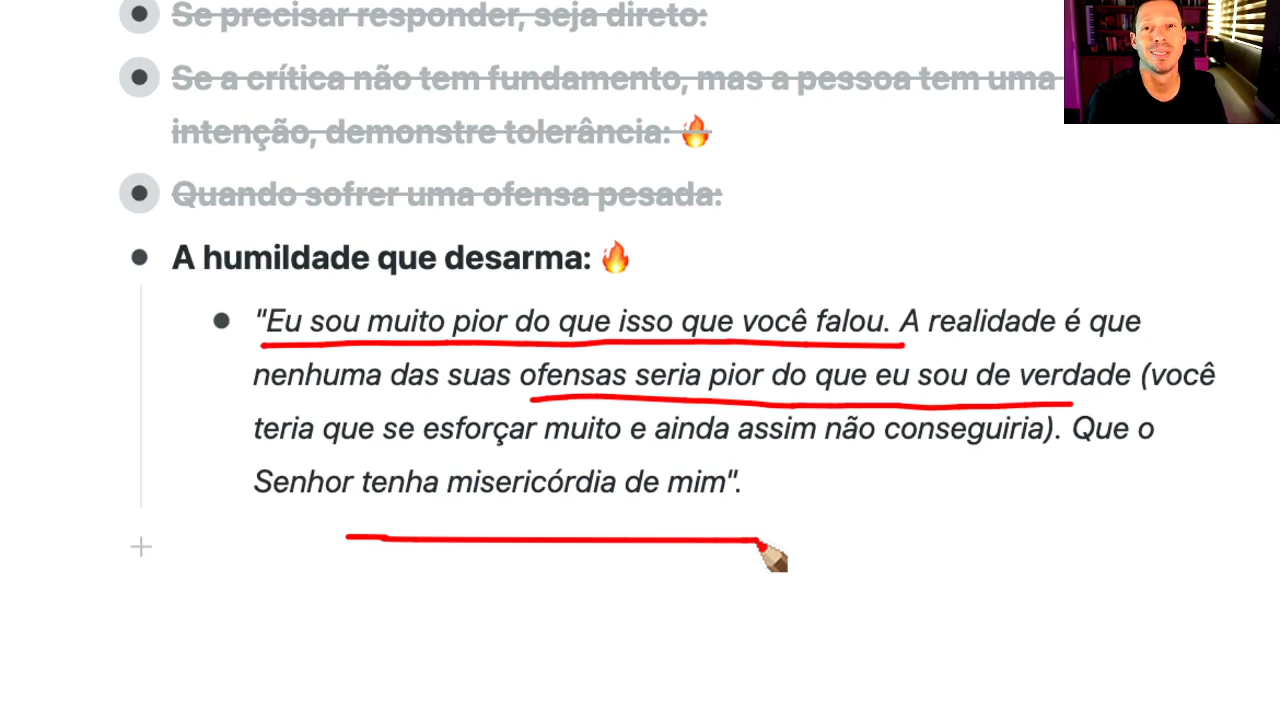 Se precisar responder, seja direto:
Se a crítica não tem fundamento, mas a pessoa tem uma
intenção, demonstre tolerância: 🔥
Quando sofrer uma ofensa pesada:
A humildade que desarma: 🔥
"Eu sou muito pior do que isso que você falou. A realidade é que
nenhuma das suas ofensas seria pior do que eu sou de verdade (você
teria que se esforçar muito e ainda assim não conseguiria). Que o
Senhor tenha misericórdia de mim".